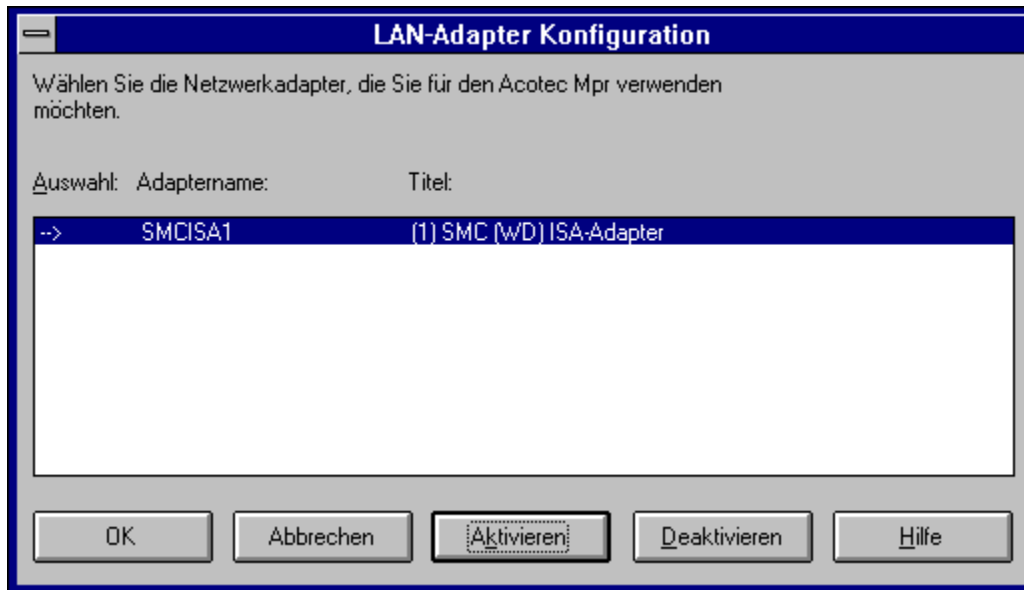 LAN-Adapter Konfiguration
Wählen Sie die Netzwerkadapter, die Sie für den Acotec Mpr verwenden
möchten.
Auswahl: Adaptername: Titel:
--> SMCISA1 (1) SMC (WD) ISA-Adapter
OK Abbrechen Aktivieren Deaktivieren Hilfe